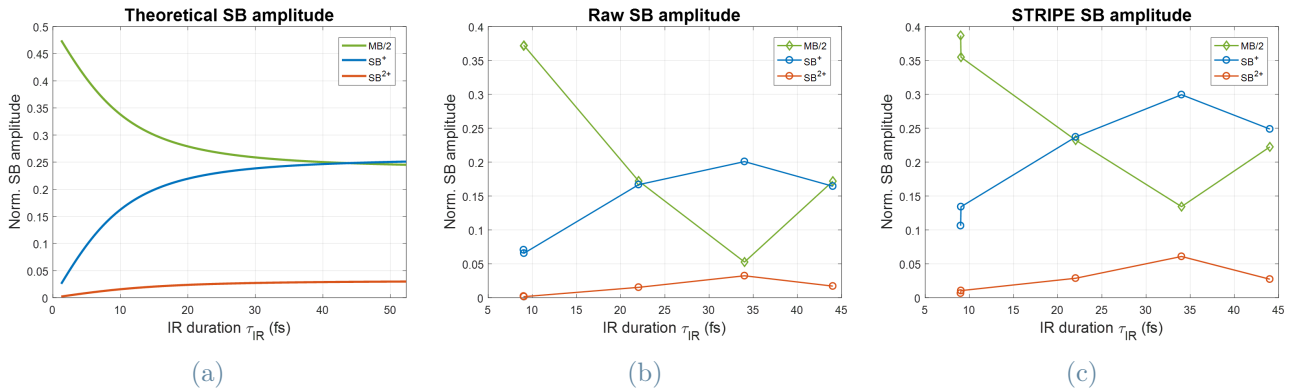 Theoretical SB amplitude
Norm. SB amplitude
0.5
0.45
0.4
0.35
0.3
0.25
0.2
0.15
0.1
0.05
0
MB/2
SB⁺
SB²⁺
0 10 20 30 40 50
IR duration τ_IR (fs)
(a)
Raw SB amplitude
Norm. SB amplitude
0.4
0.35
0.3
0.25
0.2
0.15
0.1
0.05
0
MB/2
SB⁺
SB²⁺
5 10 15 20 25 30 35 40 45
IR duration τ_IR (fs)
(b)
STRIPE SB amplitude
Norm. SB amplitude
0.4
0.35
0.3
0.25
0.2
0.15
0.1
0.05
0
MB/2
SB⁺
SB²⁺
5 10 15 20 25 30 35 40 45
IR duration τ_IR (fs)
(c)